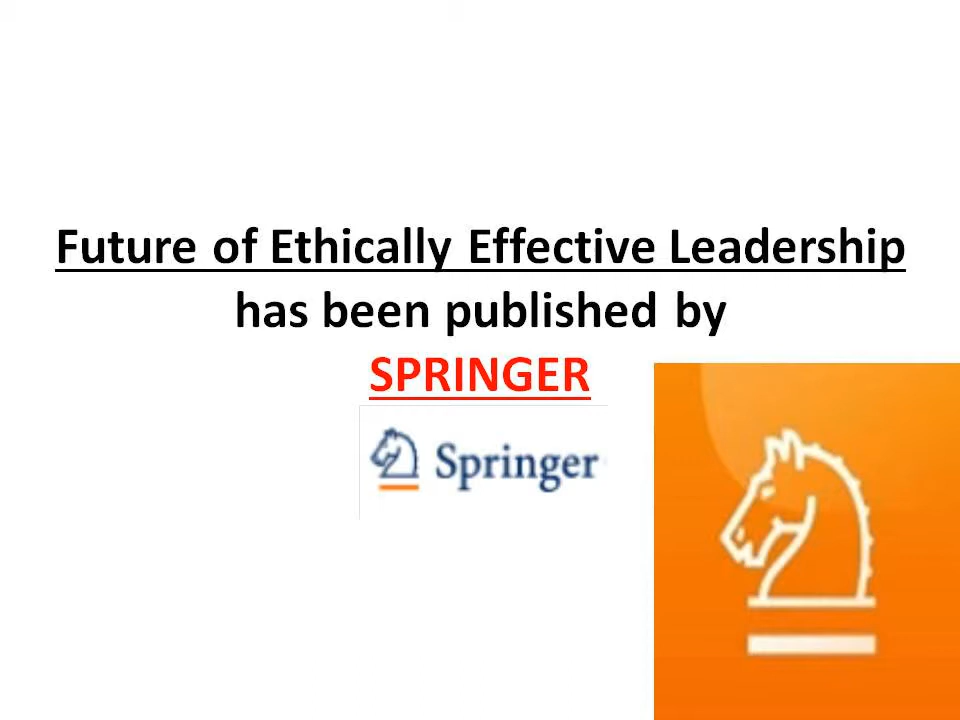 Future of Ethically Effective Leadership
has been published by
SPRINGER
Springer